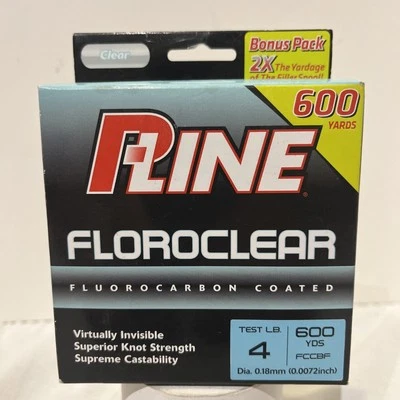 Clear
Bonus Pack
2X The Yardage
of The Filler Spool!
600
YARDS
P-LINE®
FLOROCLEAR
FLUOROCARBON COATED
Virtually Invisible
Superior Knot Strength
Supreme Castability
TEST LB.
4
600
YDS
FCCBF
Dia. 0.18mm (0.0072inch)